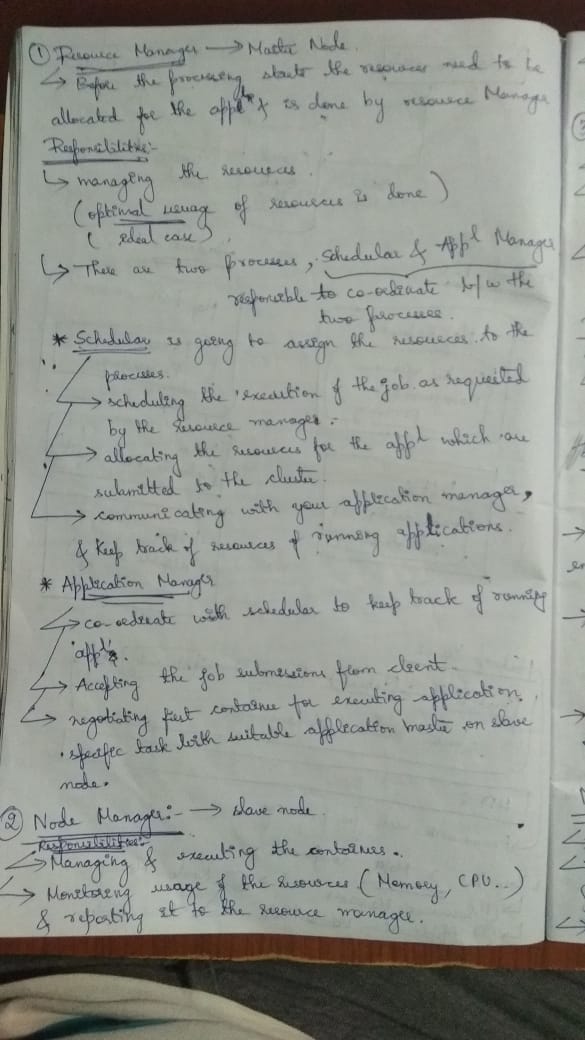 ① Resource Manager → Master Node.
↳ Before the processing starts the resources need to be
allocated for the appl^n & is done by resource Manager
Responsibilities:-
↳ managing the resources.
(optimal usuag of resources is done)
( ideal case).
↳ There are two processes, Schedular & Appl Manager
responsible to co-ordinate b/w the
two processes.
* Schedular is going to assign the resources to the
processes.
→ scheduling the execution of the job as requested
by the resource manager.
→ allocating the resources for the appl which are
submitted to the cluster.
→ communicating with your application manager,
& keep track of resources of running applications.
* Application Manager
→ co-ordinate with schedular to keep track of running
appl's.
→ Accepting the job submissions from client.
→ negotiating first container for executing application.
specific task with suitable application master on slave
node.
② Node Manager:- → slave node.
Responsibilities:-
→ Managing & executing the containers.
→ Monitoring usage of the resources (Memory, CPU...)
& reporting it to the resource manager.